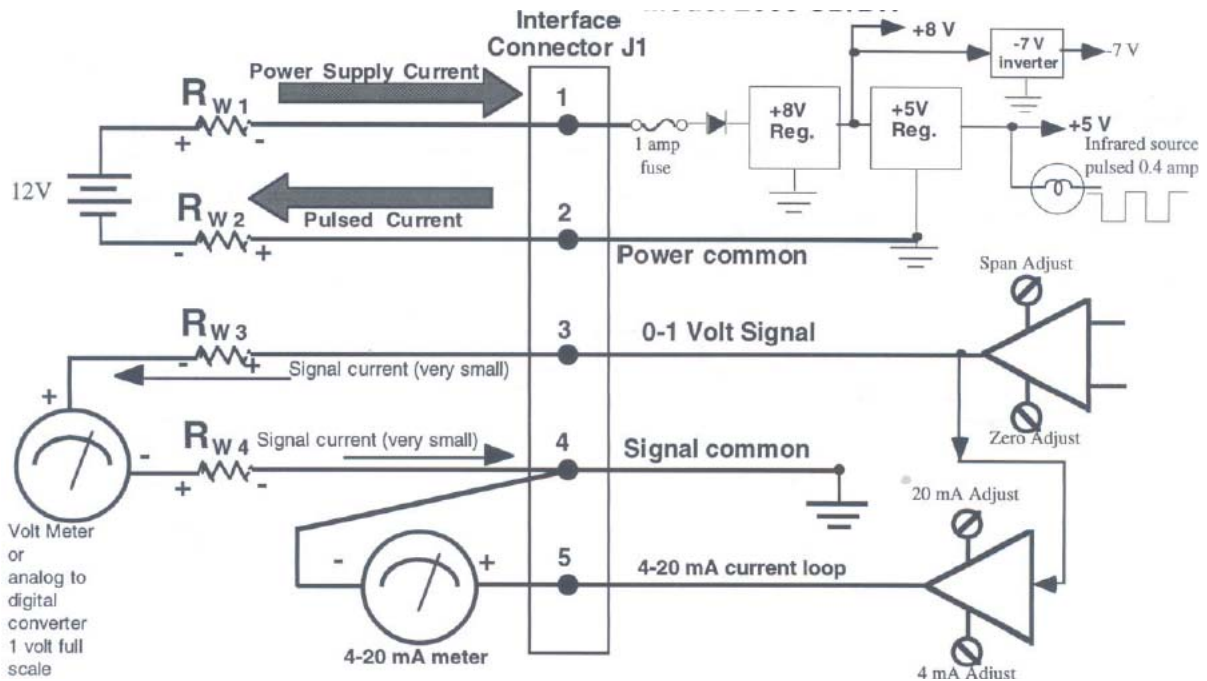 Interface
Connector J1
+8 V
-7 V
inverter
-7 V
Power Supply Current
R W 1
+ -
1
1 amp
fuse
+8V
Reg.
+5V
Reg.
+5 V
Infrared source
pulsed 0.4 amp
12V
Pulsed Current
R W 2
- +
2
Power common
Span Adjust
R W 3
- +
3
0-1 Volt Signal
Signal current (very small)
+
Zero Adjust
-
R W 4
+ -
Signal current (very small)
4
Signal common
20 mA Adjust
Volt Meter
or
analog to
digital
converter
1 volt full
scale
- +
5
4-20 mA current loop
4-20 mA meter
4 mA Adjust